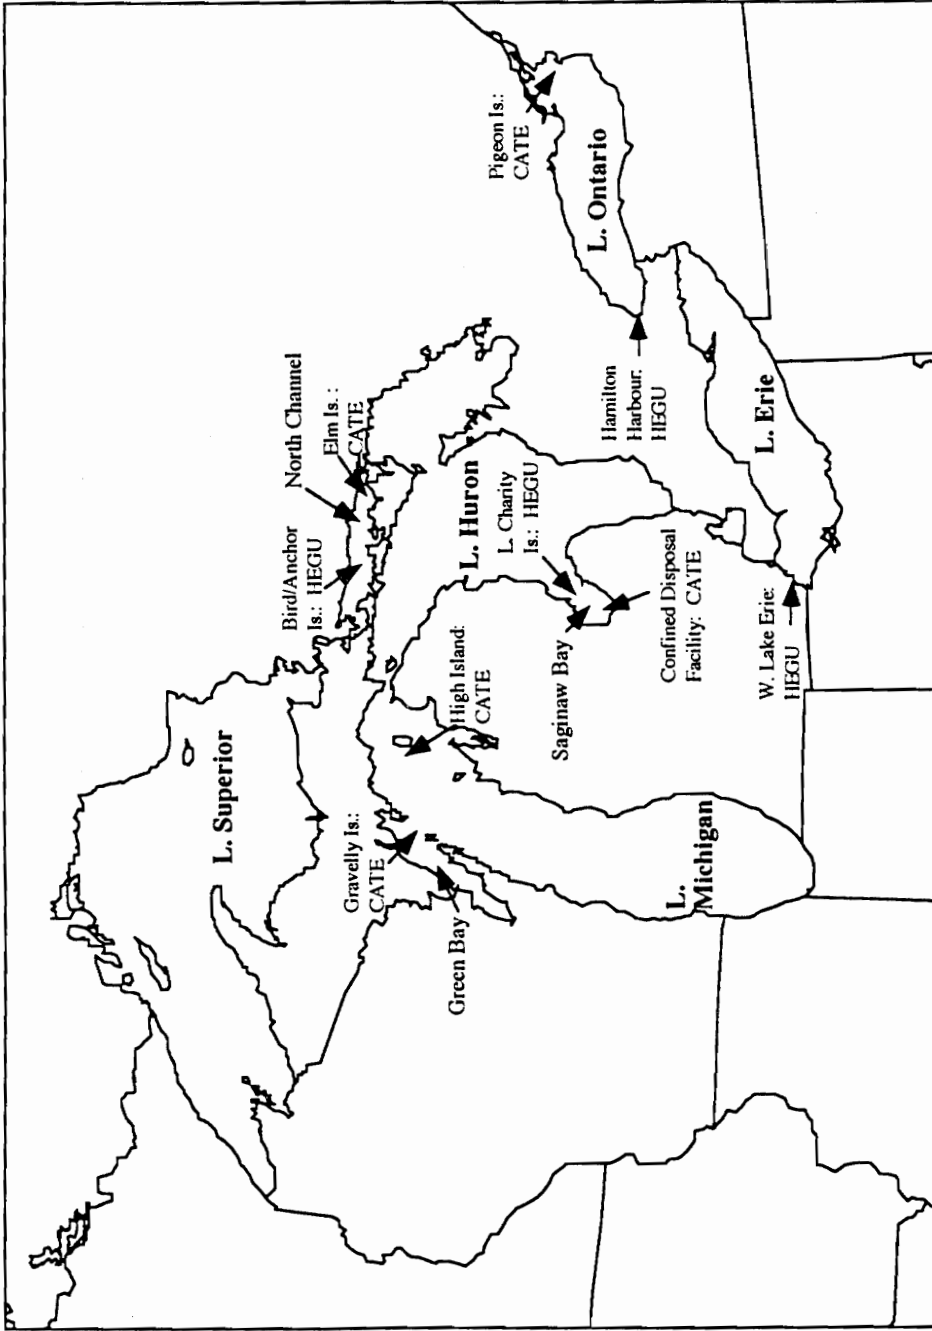 L. Superior
Bird/Anchor
Is.: HEGU
North Channel
Elm Is. :
CATE
Pigeon Is.:
CATE
L. Ontario
Gravelly Is.:
CATE
Green Bay
High Island:
CATE
L. Huron
L. Charity
Is.: HEGU
Saginaw Bay
Confined Disposal
Facility: CATE
Hamilton
Harbour:
HEGU
L.
Michigan
W. Lake Erie:
HEGU
L. Erie